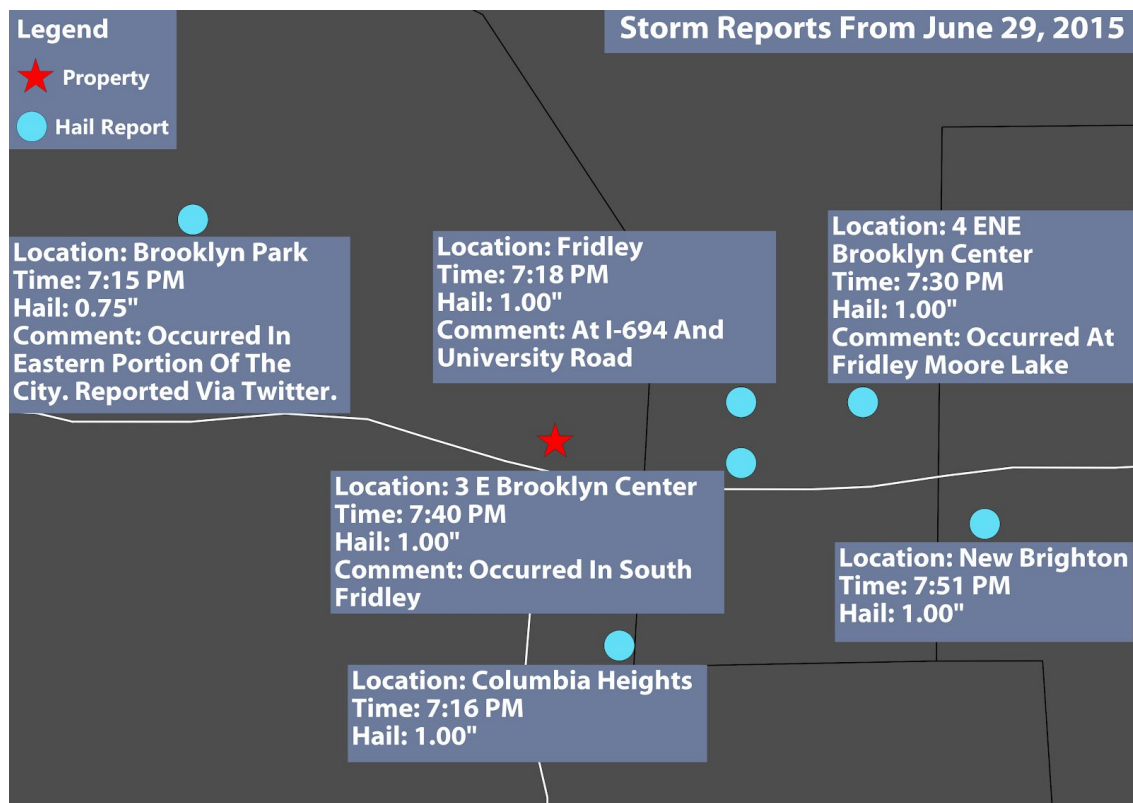 Legend
Property
Hail Report
Storm Reports From June 29, 2015
Location: Brooklyn Park
Time: 7:15 PM
Hail: 0.75"
Comment: Occurred In
Eastern Portion Of The
City. Reported Via Twitter.
Location: Fridley
Time: 7:18 PM
Hail: 1.00"
Comment: At I-694 And
University Road
Location: 4 ENE
Brooklyn Center
Time: 7:30 PM
Hail: 1.00"
Comment: Occurred At
Fridley Moore Lake
Location: 3 E Brooklyn Center
Time: 7:40 PM
Hail: 1.00"
Comment: Occurred In South
Fridley
Location: New Brighton
Time: 7:51 PM
Hail: 1.00"
Location: Columbia Heights
Time: 7:16 PM
Hail: 1.00"